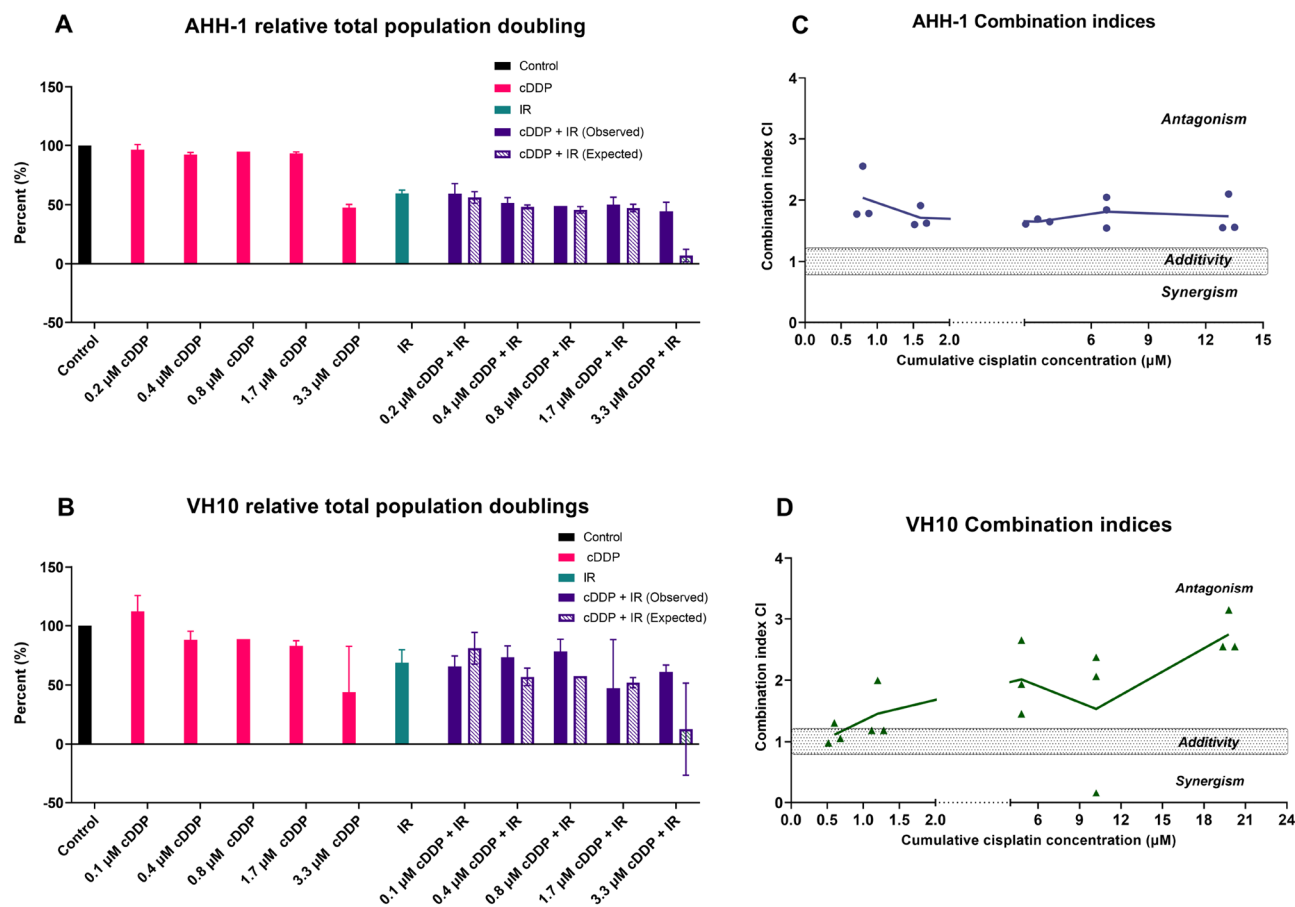 A
AHH-1 relative total population doubling
Control
cDDP
IR
cDDP + IR (Observed)
cDDP + IR (Expected)
Percent (%)
150
100
50
0
-50
Control
0.2 µM cDDP
0.4 µM cDDP
0.8 µM  cDDP
1.7 µM  cDDP
3.3 µM  cDDP
IR
0.2 µM cDDP + IR
0.4 µM cDDP + IR
0.8 µM cDDP + IR
1.7 µM cDDP + IR
3.3 µM cDDP + IR
C
AHH-1 Combination indices
Combination index CI
4
3
2
1
0
Antagonism
Additivity
Synergism
0.0 0.5 1.0 1.5 2.0 6 9 12 15
Cumulative cisplatin concentration (µM)
B
VH10 relative total population doublings
Control
cDDP
IR
cDDP + IR (Observed)
cDDP + IR (Expected)
Percent (%)
150
100
50
0
-50
Control
0.1 µM cDDP
0.4 µM cDDP
0.8 µM  cDDP
1.7 µM  cDDP
3.3 µM  cDDP
IR
0.1 µM cDDP + IR
0.4 µM cDDP + IR
0.8 µM cDDP + IR
1.7 µM cDDP + IR
3.3 µM cDDP + IR
D
VH10 Combination indices
Combination index CI
4
3
2
1
0
Antagonism
Additivity
Synergism
0.0 0.5 1.0 1.5 2.0 6 9 12 15 18 21 24
Cumulative cisplatin concentration (µM)